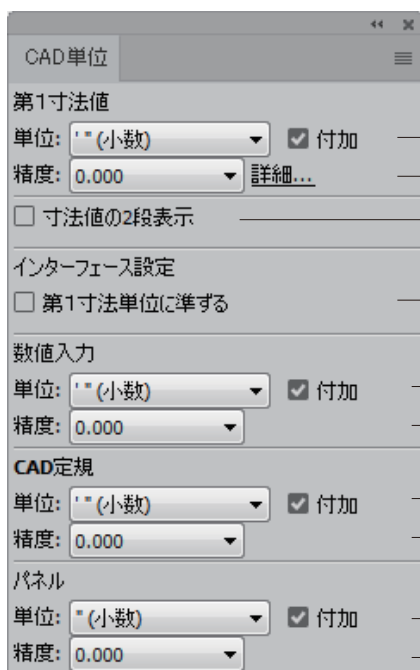 CAD単位
第1寸法値
単位: ' " (小数) 付加
精度: 0.000 詳細...
寸法値の2段表示
インターフェース設定
第1寸法単位に準ずる
数値入力
単位: ' " (小数) 付加
精度: 0.000
CAD定規
単位: ' " (小数) 付加
精度: 0.000
パネル
単位: " (小数) 付加
精度: 0.000